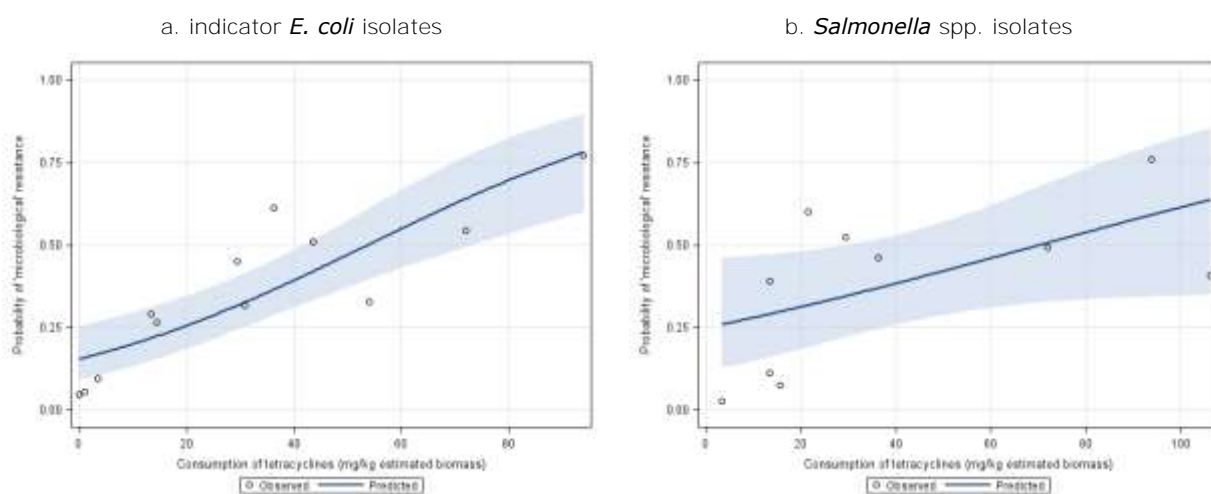 a. indicator E. coli isolates
b. Salmonella spp. isolates
1.00
0.75
0.50
0.25
0.00
Probability of microbiological resistance
0 20 40 60 80
Consumption of tetracyclines (mg/kg estimated biomass)
Observed Predicted
1.00
0.75
0.50
0.25
0.00
Probability of 'microbiological resistance
0 20 40 60 80 100
Consumption of tetracyclines (mg/kg estimated biomass)
Observed Predicted